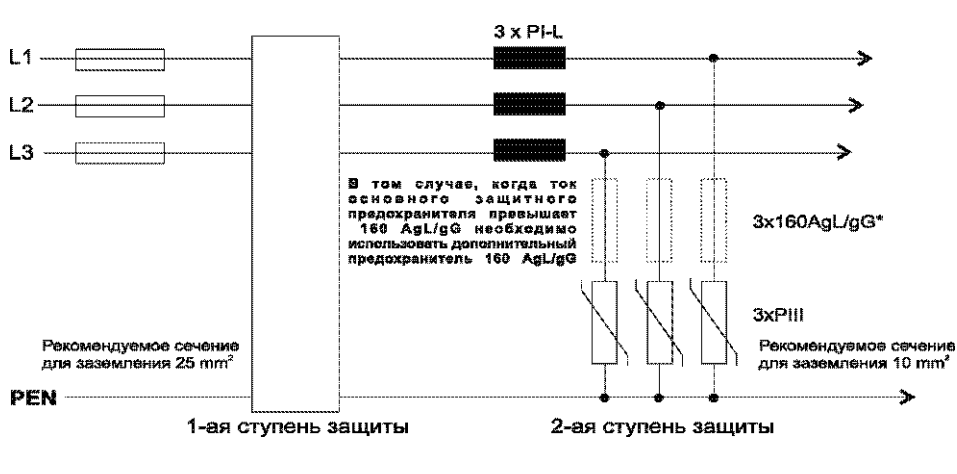 3 x PI-L
L1
L2
L3
В том случае, когда ток
основного защитного
предохранителя превышает
160 AgL/gG необходимо
использовать дополнительный
предохранитель 160 AgL/gG
3x160AgL/gG*
3xPIII
Рекомендуемое сечение
для заземления 25 mm²
Рекомендуемое сечение
для заземления 10 mm²
PEN
1-ая ступень защиты
2-ая ступень защиты